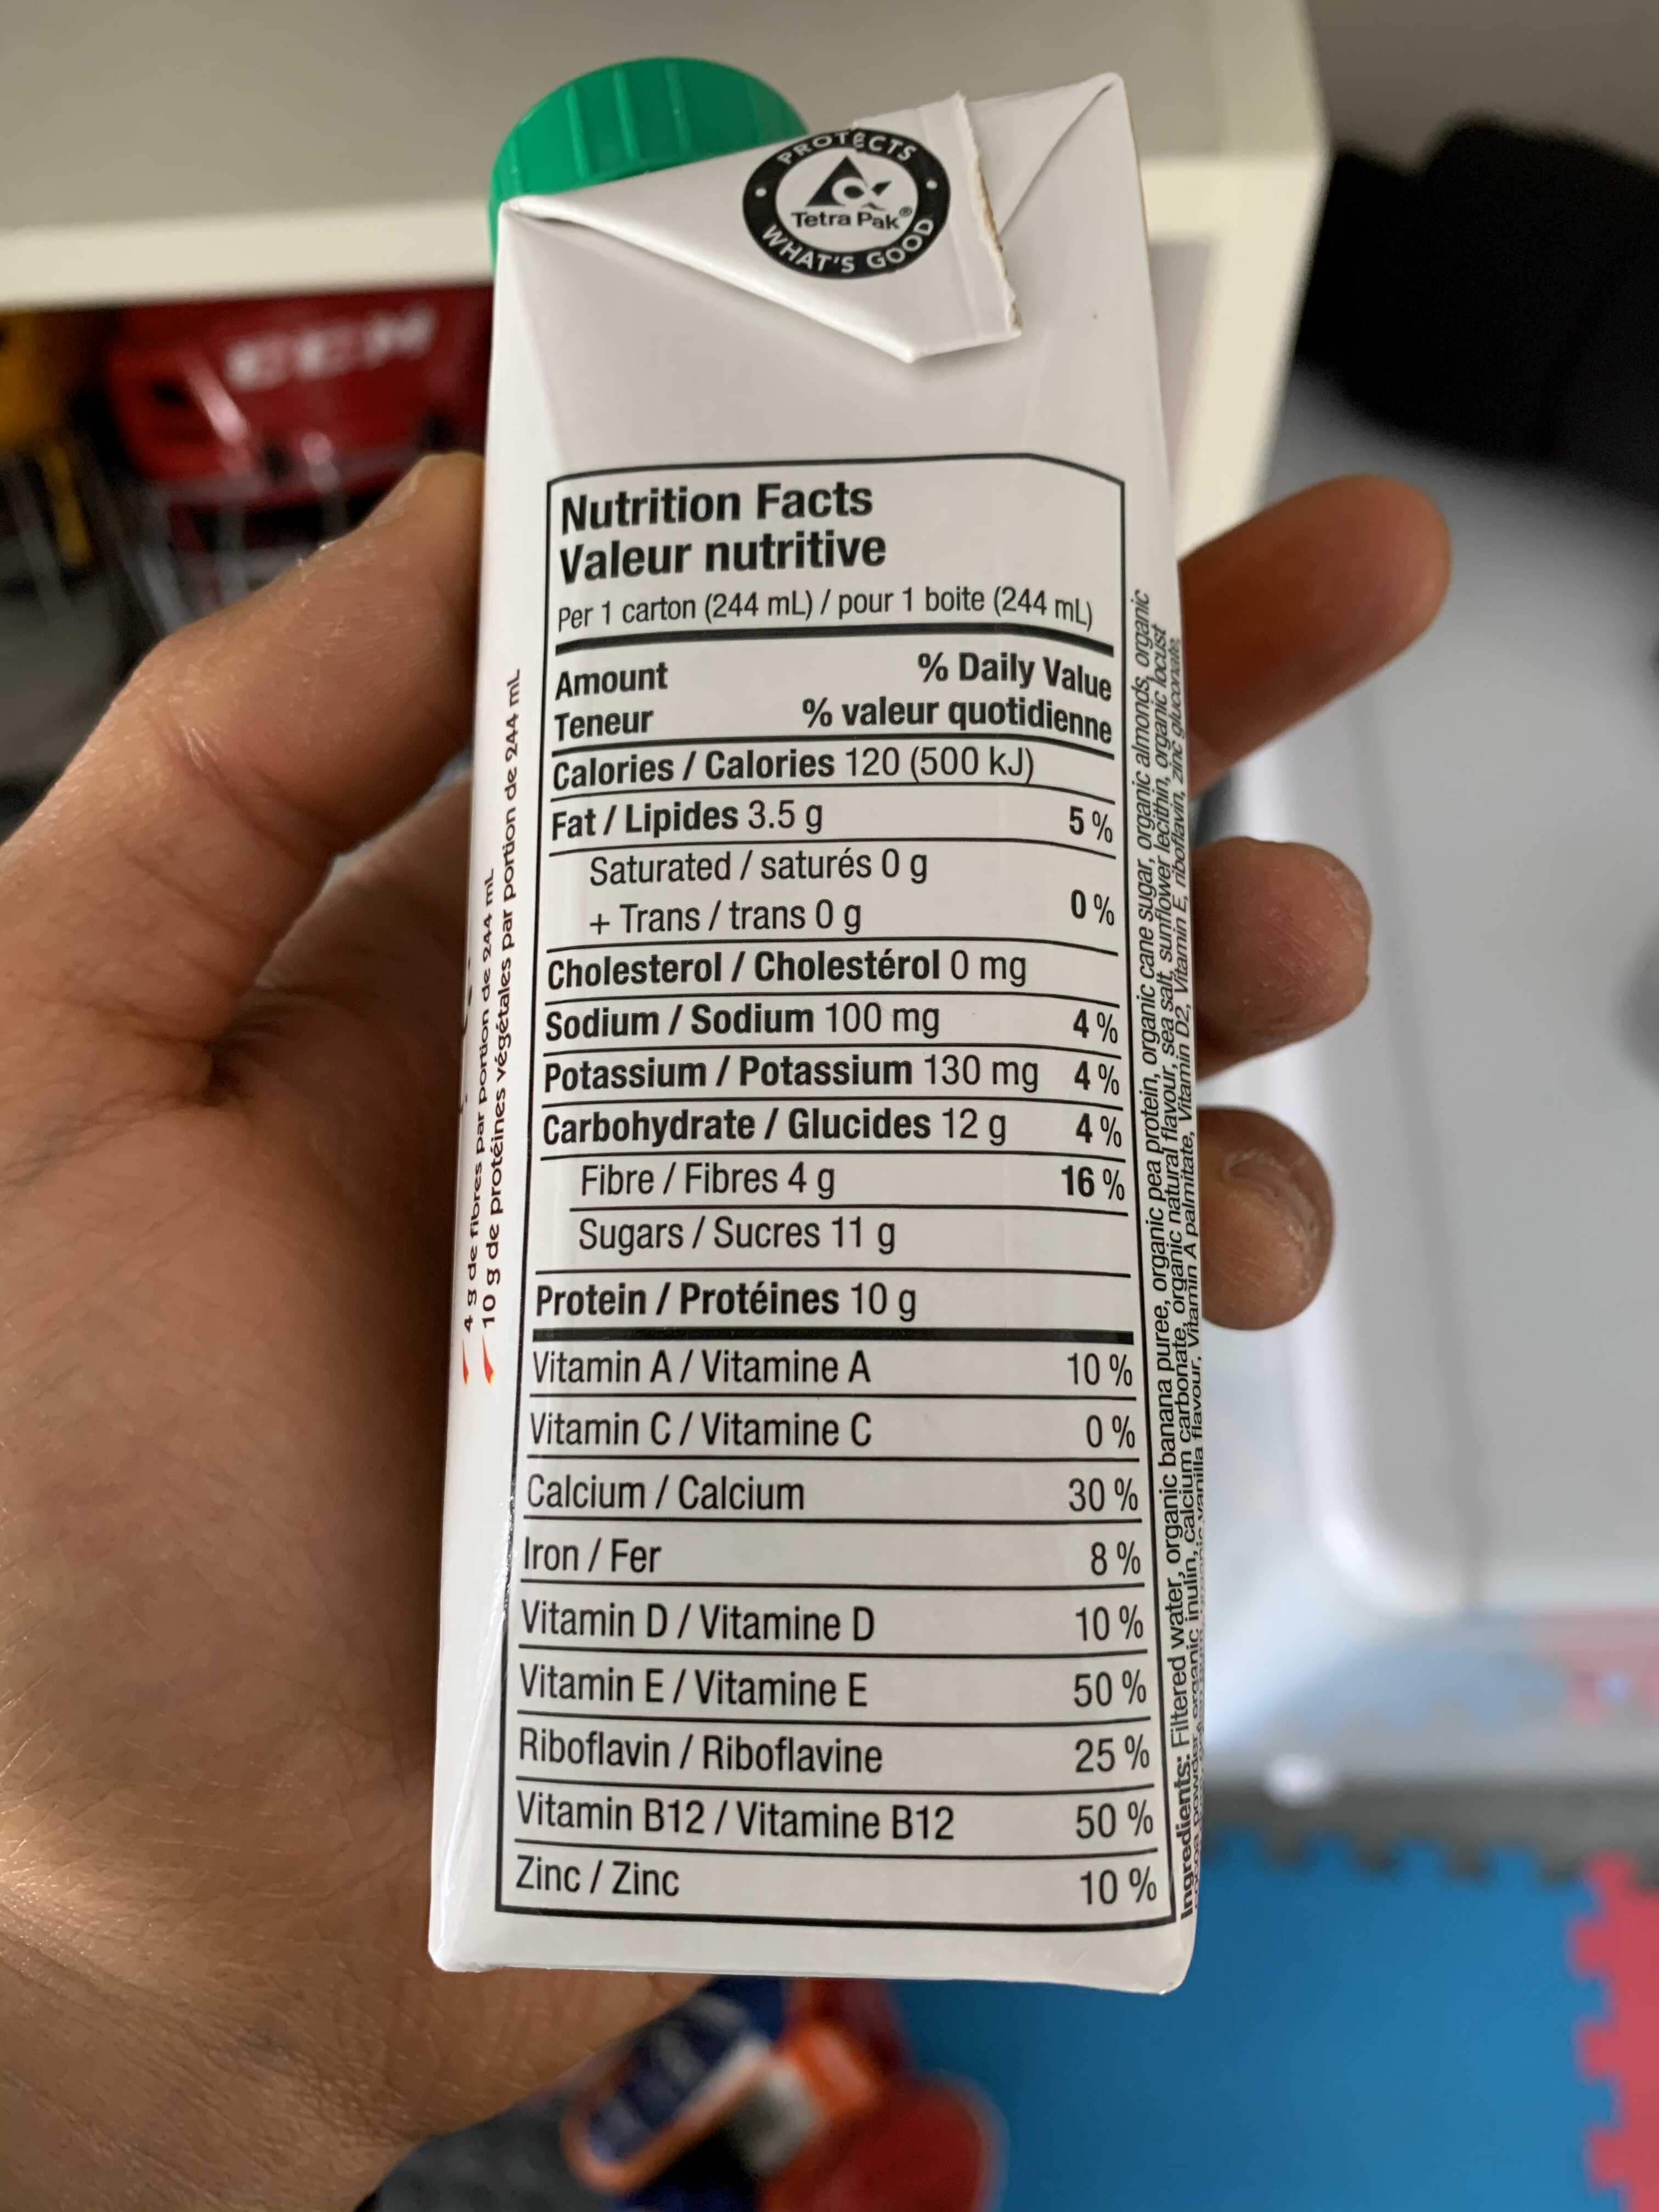 PROTECTS
Tetra Pak®
WHAT'S GOOD
CCM
Nutrition Facts
Valeur nutritive
Per 1 carton (244 mL) / pour 1 boite (244 mL)
Amount % Daily Value
Teneur % valeur quotidienne
Calories / Calories 120 (500 kJ)
Fat / Lipides 3.5 g 5 %
Saturated / saturés 0 g
+ Trans / trans 0 g 0 %
Cholesterol / Cholestérol 0 mg
Sodium / Sodium 100 mg 4 %
Potassium / Potassium 130 mg 4 %
Carbohydrate / Glucides 12 g 4 %
Fibre / Fibres 4 g 16 %
Sugars / Sucres 11 g
Protein / Protéines 10 g
Vitamin A / Vitamine A 10 %
Vitamin C / Vitamine C 0 %
Calcium / Calcium 30 %
Iron / Fer 8 %
Vitamin D / Vitamine D 10 %
Vitamin E / Vitamine E 50 %
Riboflavin / Riboflavine 25 %
Vitamin B12 / Vitamine B12 50 %
Zinc / Zinc 10 %
4 g de fibres par portion de 244 mL
10 g de protéines végétales par portion de 244 mL
Ingredients: Filtered water, organic banana puree, organic pea protein, organic cane sugar, organic almonds, organic
cocoa powder, organic inulin, calcium carbonate, organic natural flavour, sea salt, sunflower lecithin, organic locust
vanilla flavour, Vitamin A palmitate, Vitamin D2, Vitamin E, riboflavin, zinc gluconate,